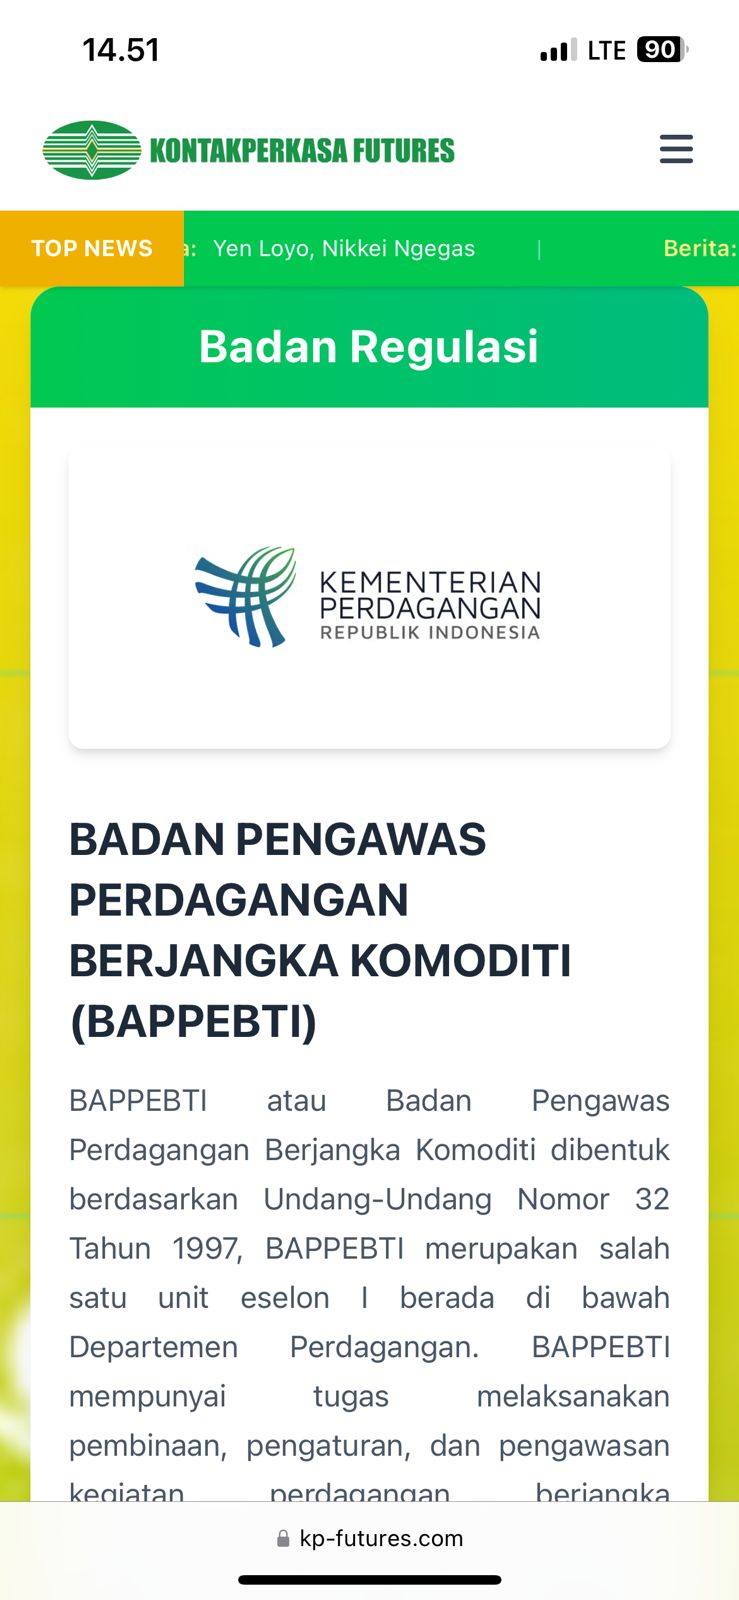 14.51
LTE 90
KONTAKPERKASA FUTURES
TOP NEWS
a: Yen Loyo, Nikkei Ngegas | Berita:
Badan Regulasi
KEMENTERIAN
PERDAGANGAN
REPUBLIK INDONESIA
BADAN PENGAWAS
PERDAGANGAN
BERJANGKA KOMODITI
(BAPPEBTI)
BAPPEBTI atau Badan Pengawas
Perdagangan Berjangka Komoditi dibentuk
berdasarkan Undang-Undang Nomor 32
Tahun 1997, BAPPEBTI merupakan salah
satu unit eselon I berada di bawah
Departemen Perdagangan. BAPPEBTI
mempunyai tugas melaksanakan
pembinaan, pengaturan, dan pengawasan
kegiatan perdagangan berjangka
kp-futures.com